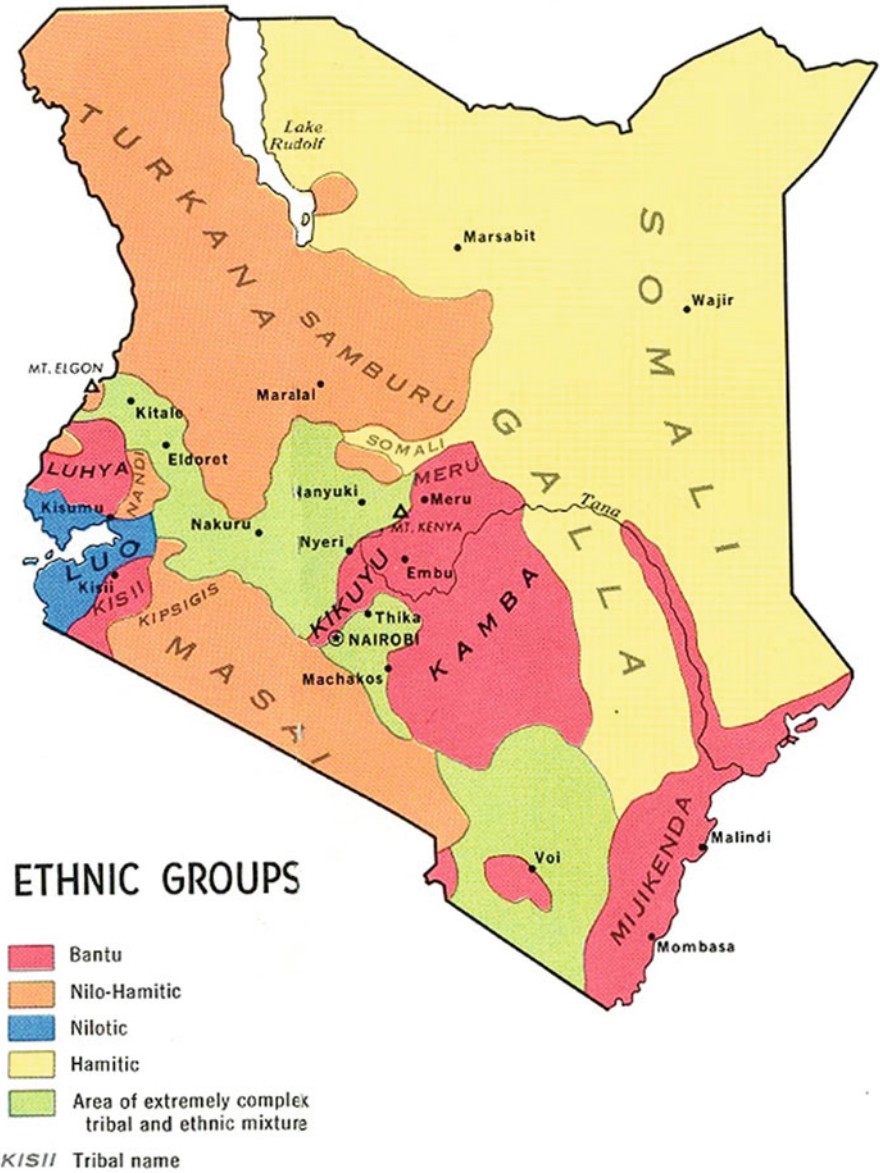 TURKANA
Lake
Rudolf
SOMALI
Marsabit
Wajir
SAMBURU
MT. ELGON
Maralal
Kitale
GALLA
SOMALI
LUHYA
NANDI
Eldoret
MERU
Meru
Kisumu
Nanyuki
Tana
MT. KENYA
Nakuru
Nyeri
LUO
Embu
Kisii
KISII
KIKUYU
KAMBA
KIPSIGIS
Thika
NAIROBI
MASAI
Machakos
MIJIKENDA
Malindi
Voi
Mombasa
ETHNIC GROUPS
Bantu
Nilo-Hamitic
Nilotic
Hamitic
Area of extremely complex
tribal and ethnic mixture
KISII Tribal name